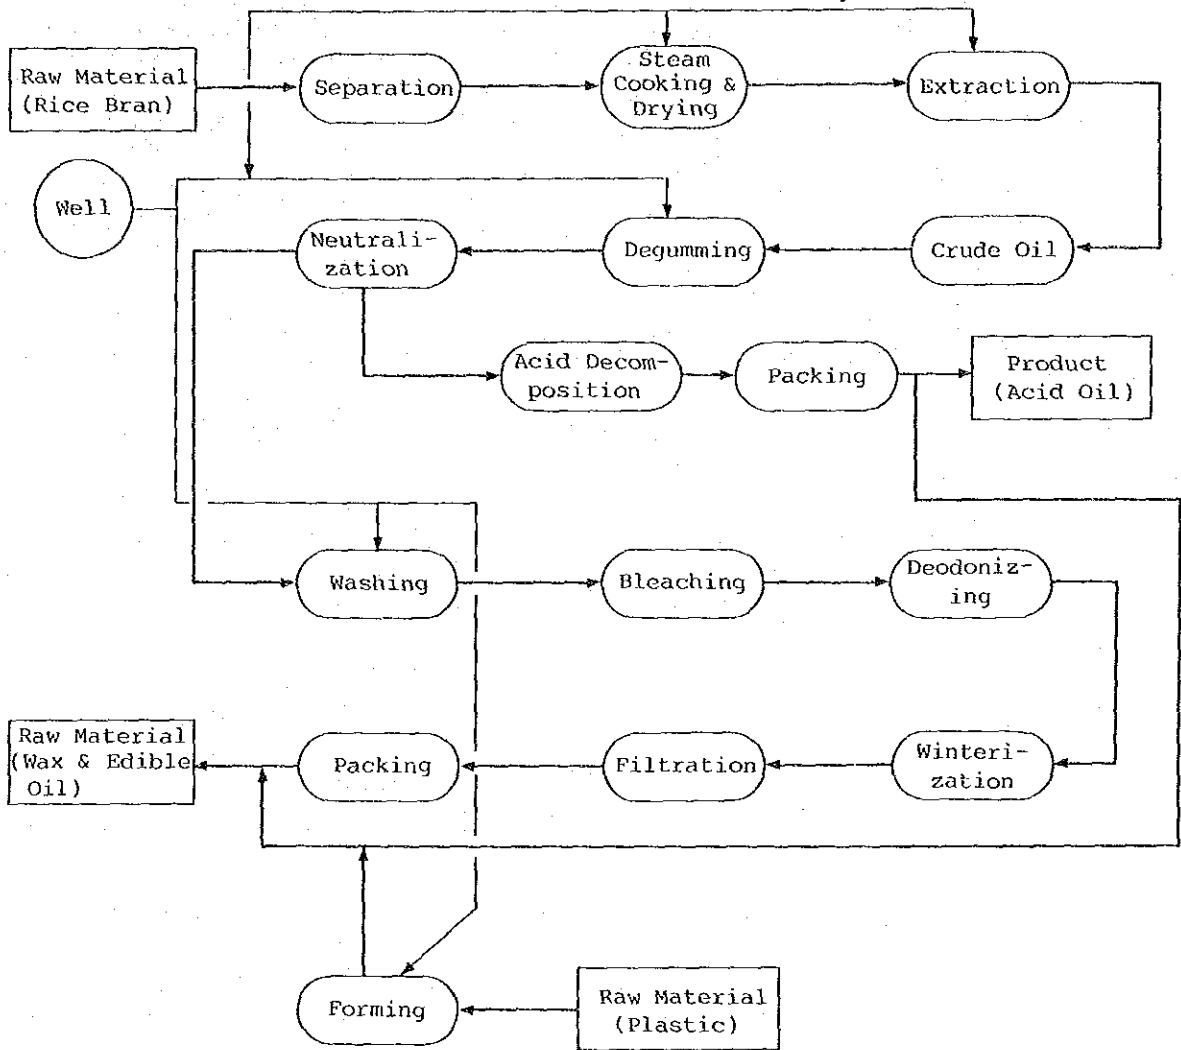 Raw Material
(Rice Bran)
Separation
Steam
Cooking &
Drying
Extraction
Well
Neutrali-
zation
Degumming
Crude Oil
Acid Decom-
position
Packing
Product
(Acid Oil)
Washing
Bleaching
Deodoniz-
ing
Raw Material
(Wax & Edible
Oil)
Packing
Filtration
Winteri-
zation
Forming
Raw Material
(Plastic)